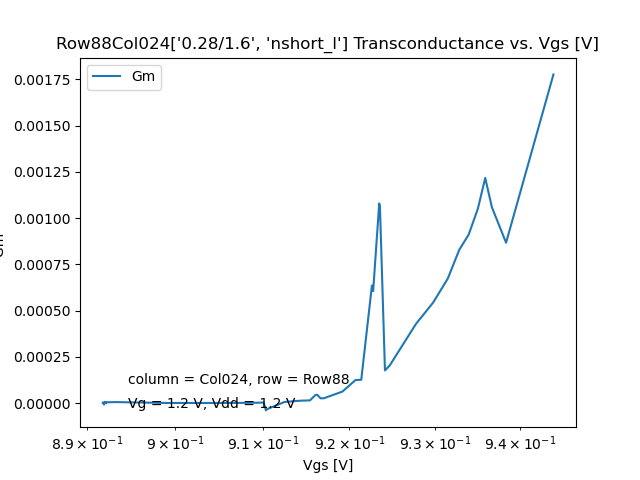 Row88Col024['0.28/1.6', 'nshort_l'] Transconductance vs. Vgs [V]
Gm
0.00175
0.00150
0.00125
0.00100
0.00075
0.00050
0.00025
0.00000
Gm
column = Col024, row = Row88
Vg = 1.2 V, Vdd = 1.2 V
8.9 × 10⁻¹ 9 × 10⁻¹ 9.1 × 10⁻¹ 9.2 × 10⁻¹ 9.3 × 10⁻¹ 9.4 × 10⁻¹
Vgs [V]